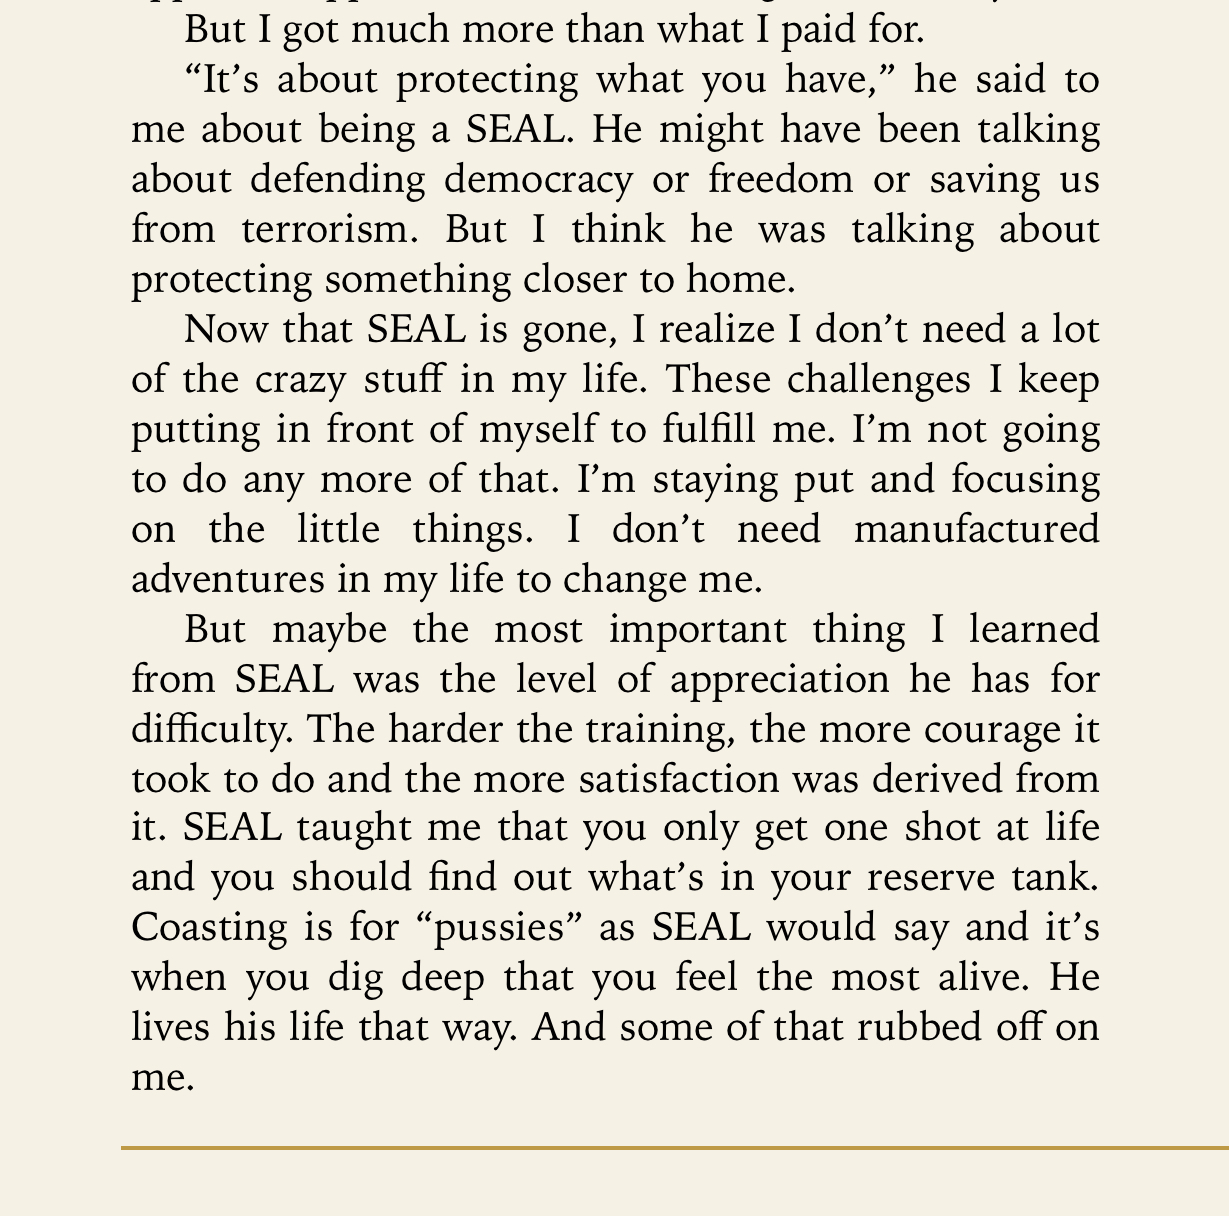 But I got much more than what I paid for.
“It’s about protecting what you have,” he said to
me about being a SEAL. He might have been talking
about defending democracy or freedom or saving us
from terrorism. But I think he was talking about
protecting something closer to home.
Now that SEAL is gone, I realize I don’t need a lot
of the crazy stuff in my life. These challenges I keep
putting in front of myself to fulfill me. I’m not going
to do any more of that. I’m staying put and focusing
on the little things. I don’t need manufactured
adventures in my life to change me.
But maybe the most important thing I learned
from SEAL was the level of appreciation he has for
difficulty. The harder the training, the more courage it
took to do and the more satisfaction was derived from
it. SEAL taught me that you only get one shot at life
and you should find out what’s in your reserve tank.
Coasting is for “pussies” as SEAL would say and it’s
when you dig deep that you feel the most alive. He
lives his life that way. And some of that rubbed off on
me.